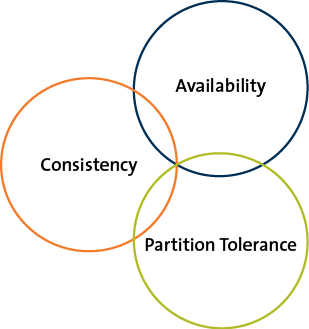 Availability
Consistency
Partition Tolerance